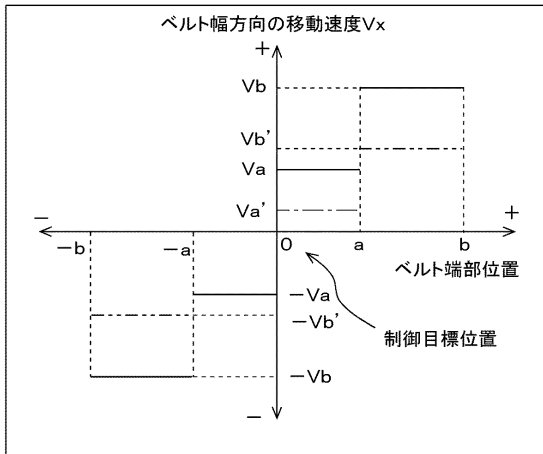 ベルト幅方向の移動速度Vx
+
Vb
Vb'
Va
Va'
−
+
−b
−a
0
a
b
ベルト端部位置
−Va
−Vb'
制御目標位置
−Vb
−